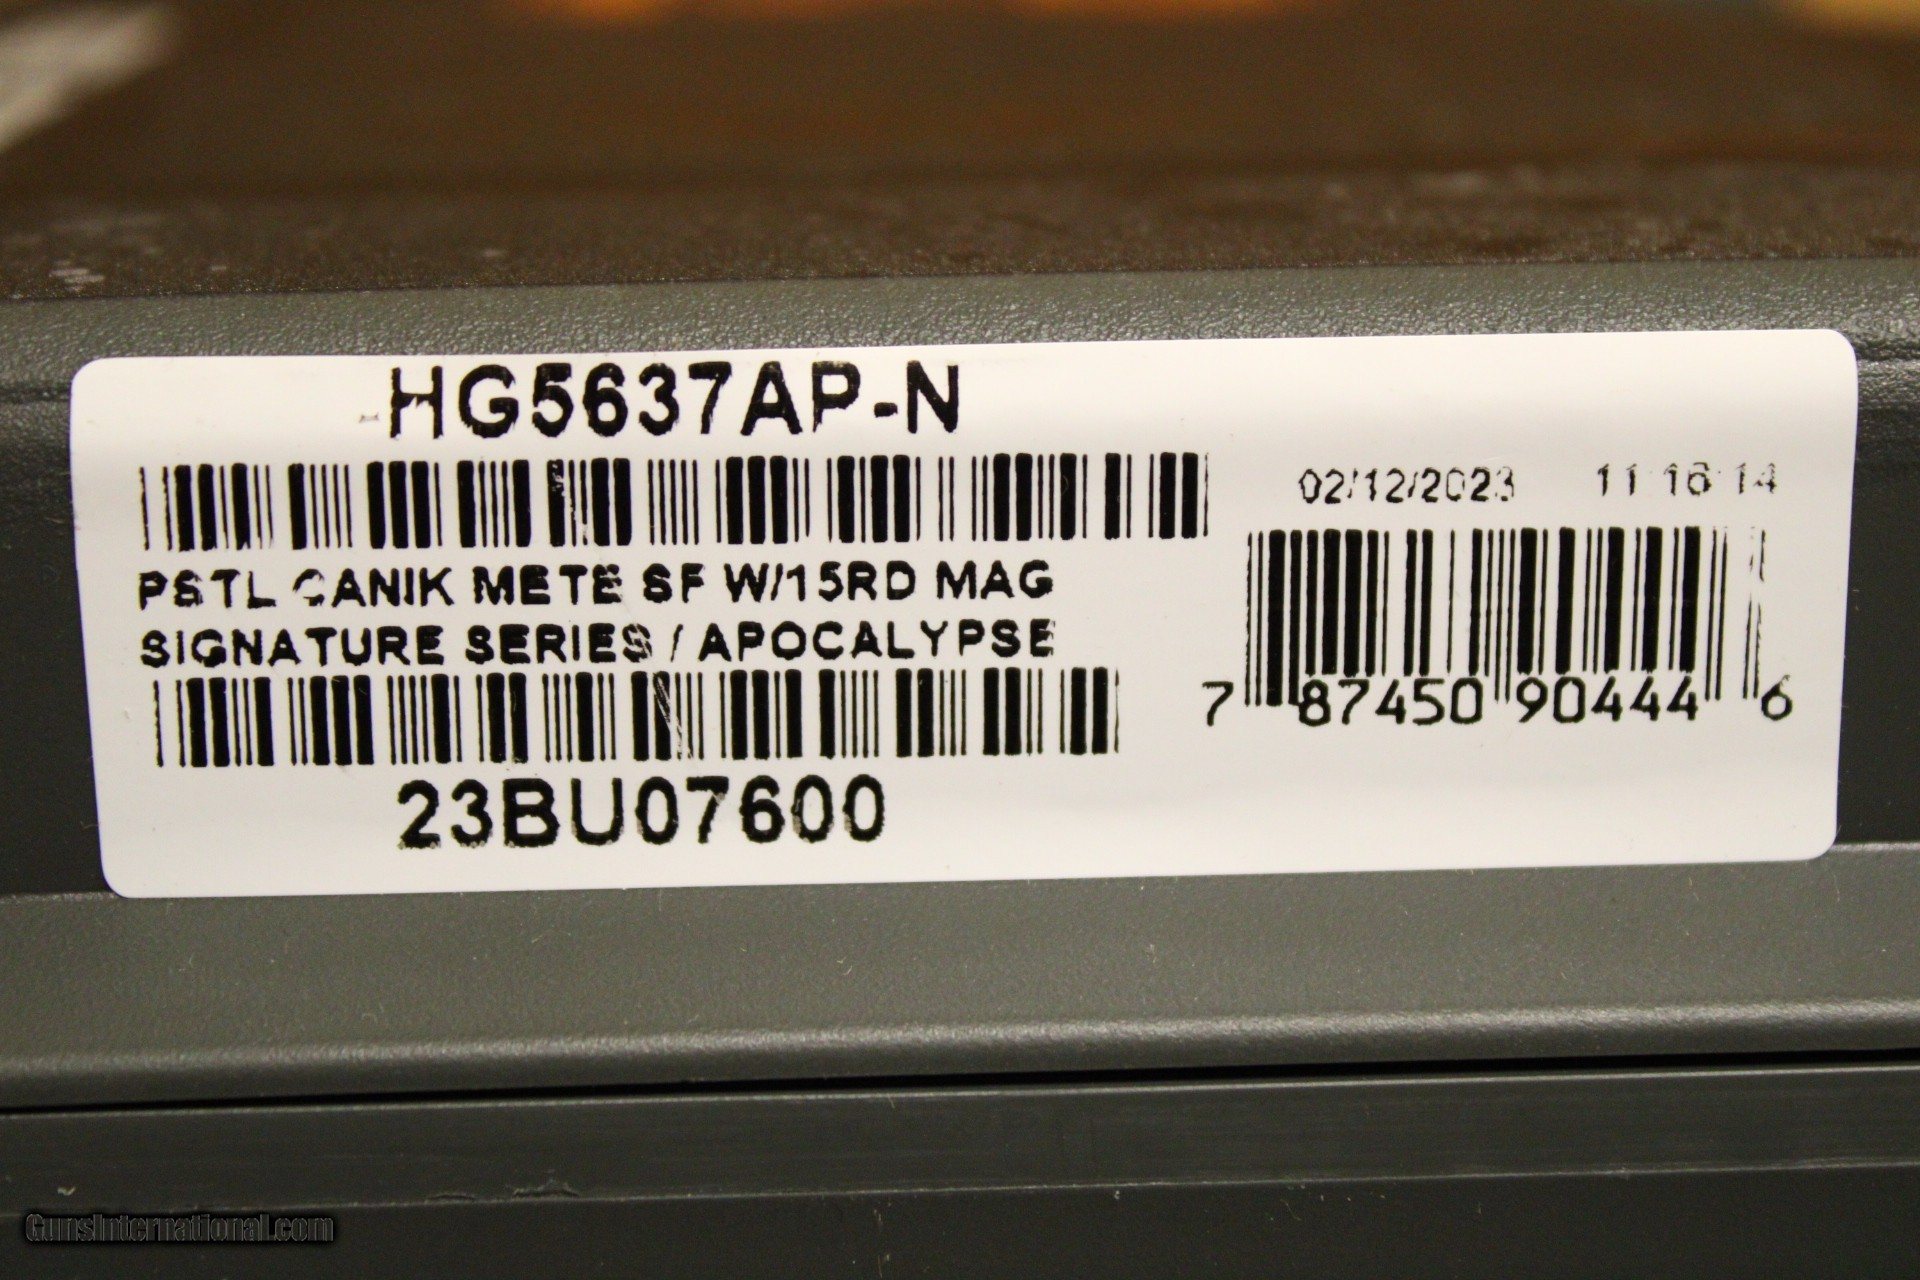 HG5637AP-N
02/12/2023 11:16:14
PSTL CANIK METE SF W/15RD MAG
SIGNATURE SERIES / APOCALYPSE
7 87450 90444 6
23BU07600
GunsInternational.com